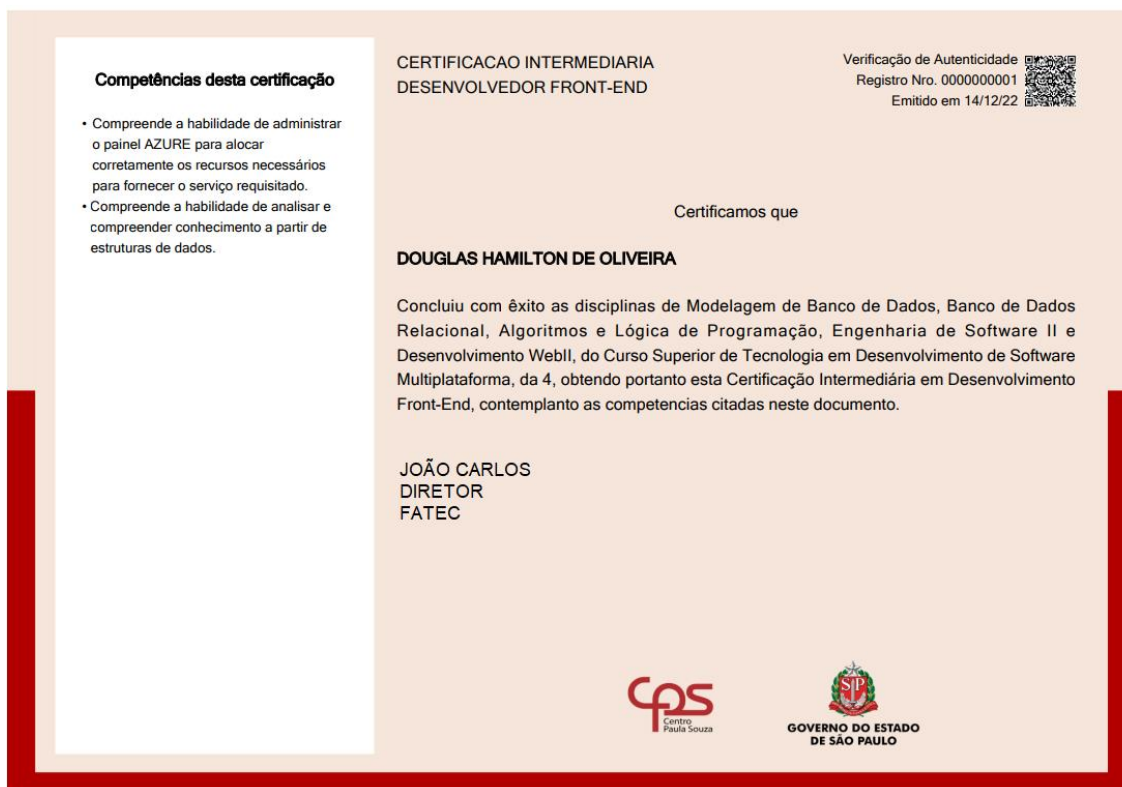 Competências desta certificação
• Compreende a habilidade de administrar
o painel AZURE para alocar
corretamente os recursos necessários
para fornecer o serviço requisitado.
• Compreende a habilidade de analisar e
compreender conhecimento a partir de
estruturas de dados.
CERTIFICACAO INTERMEDIARIA
DESENVOLVEDOR FRONT-END
Verificação de Autenticidade
Registro Nro. 0000000001
Emitido em 14/12/22
Certificamos que
DOUGLAS HAMILTON DE OLIVEIRA
Concluiu com êxito as disciplinas de Modelagem de Banco de Dados, Banco de Dados
Relacional, Algoritmos e Lógica de Programação, Engenharia de Software II e
Desenvolvimento WebII, do Curso Superior de Tecnologia em Desenvolvimento de Software
Multiplataforma, da 4, obtendo portanto esta Certificação Intermediária em Desenvolvimento
Front-End, contemplanto as competencias citadas neste documento.
JOÃO CARLOS
DIRETOR
FATEC
cps
Centro
Paula Souza
SP
GOVERNO DO ESTADO
DE SÃO PAULO